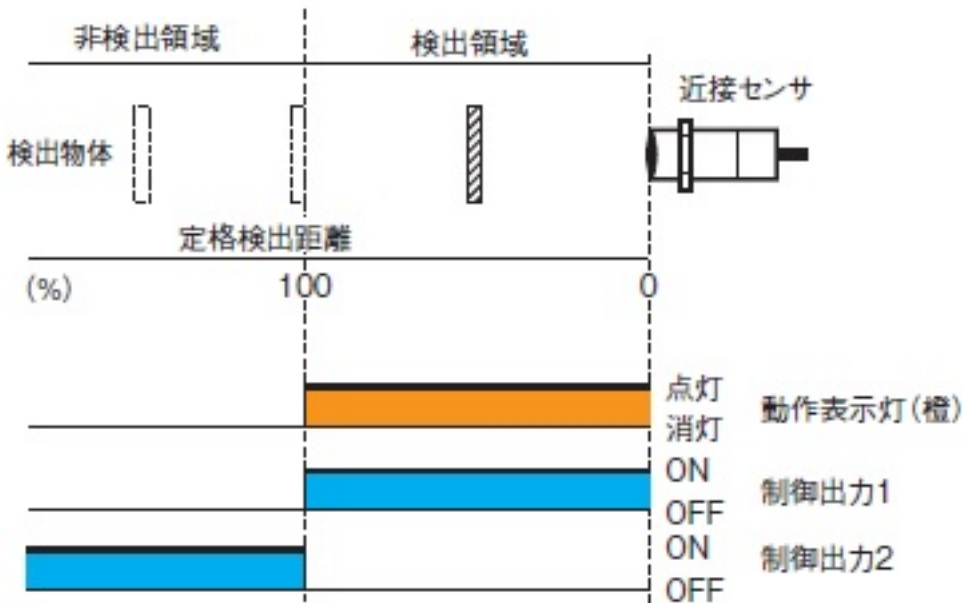 非検出領域
検出領域
近接センサ
検出物体
定格検出距離
(%)
100
0
点灯
消灯
動作表示灯(橙)
ON
OFF
制御出力1
ON
OFF
制御出力2